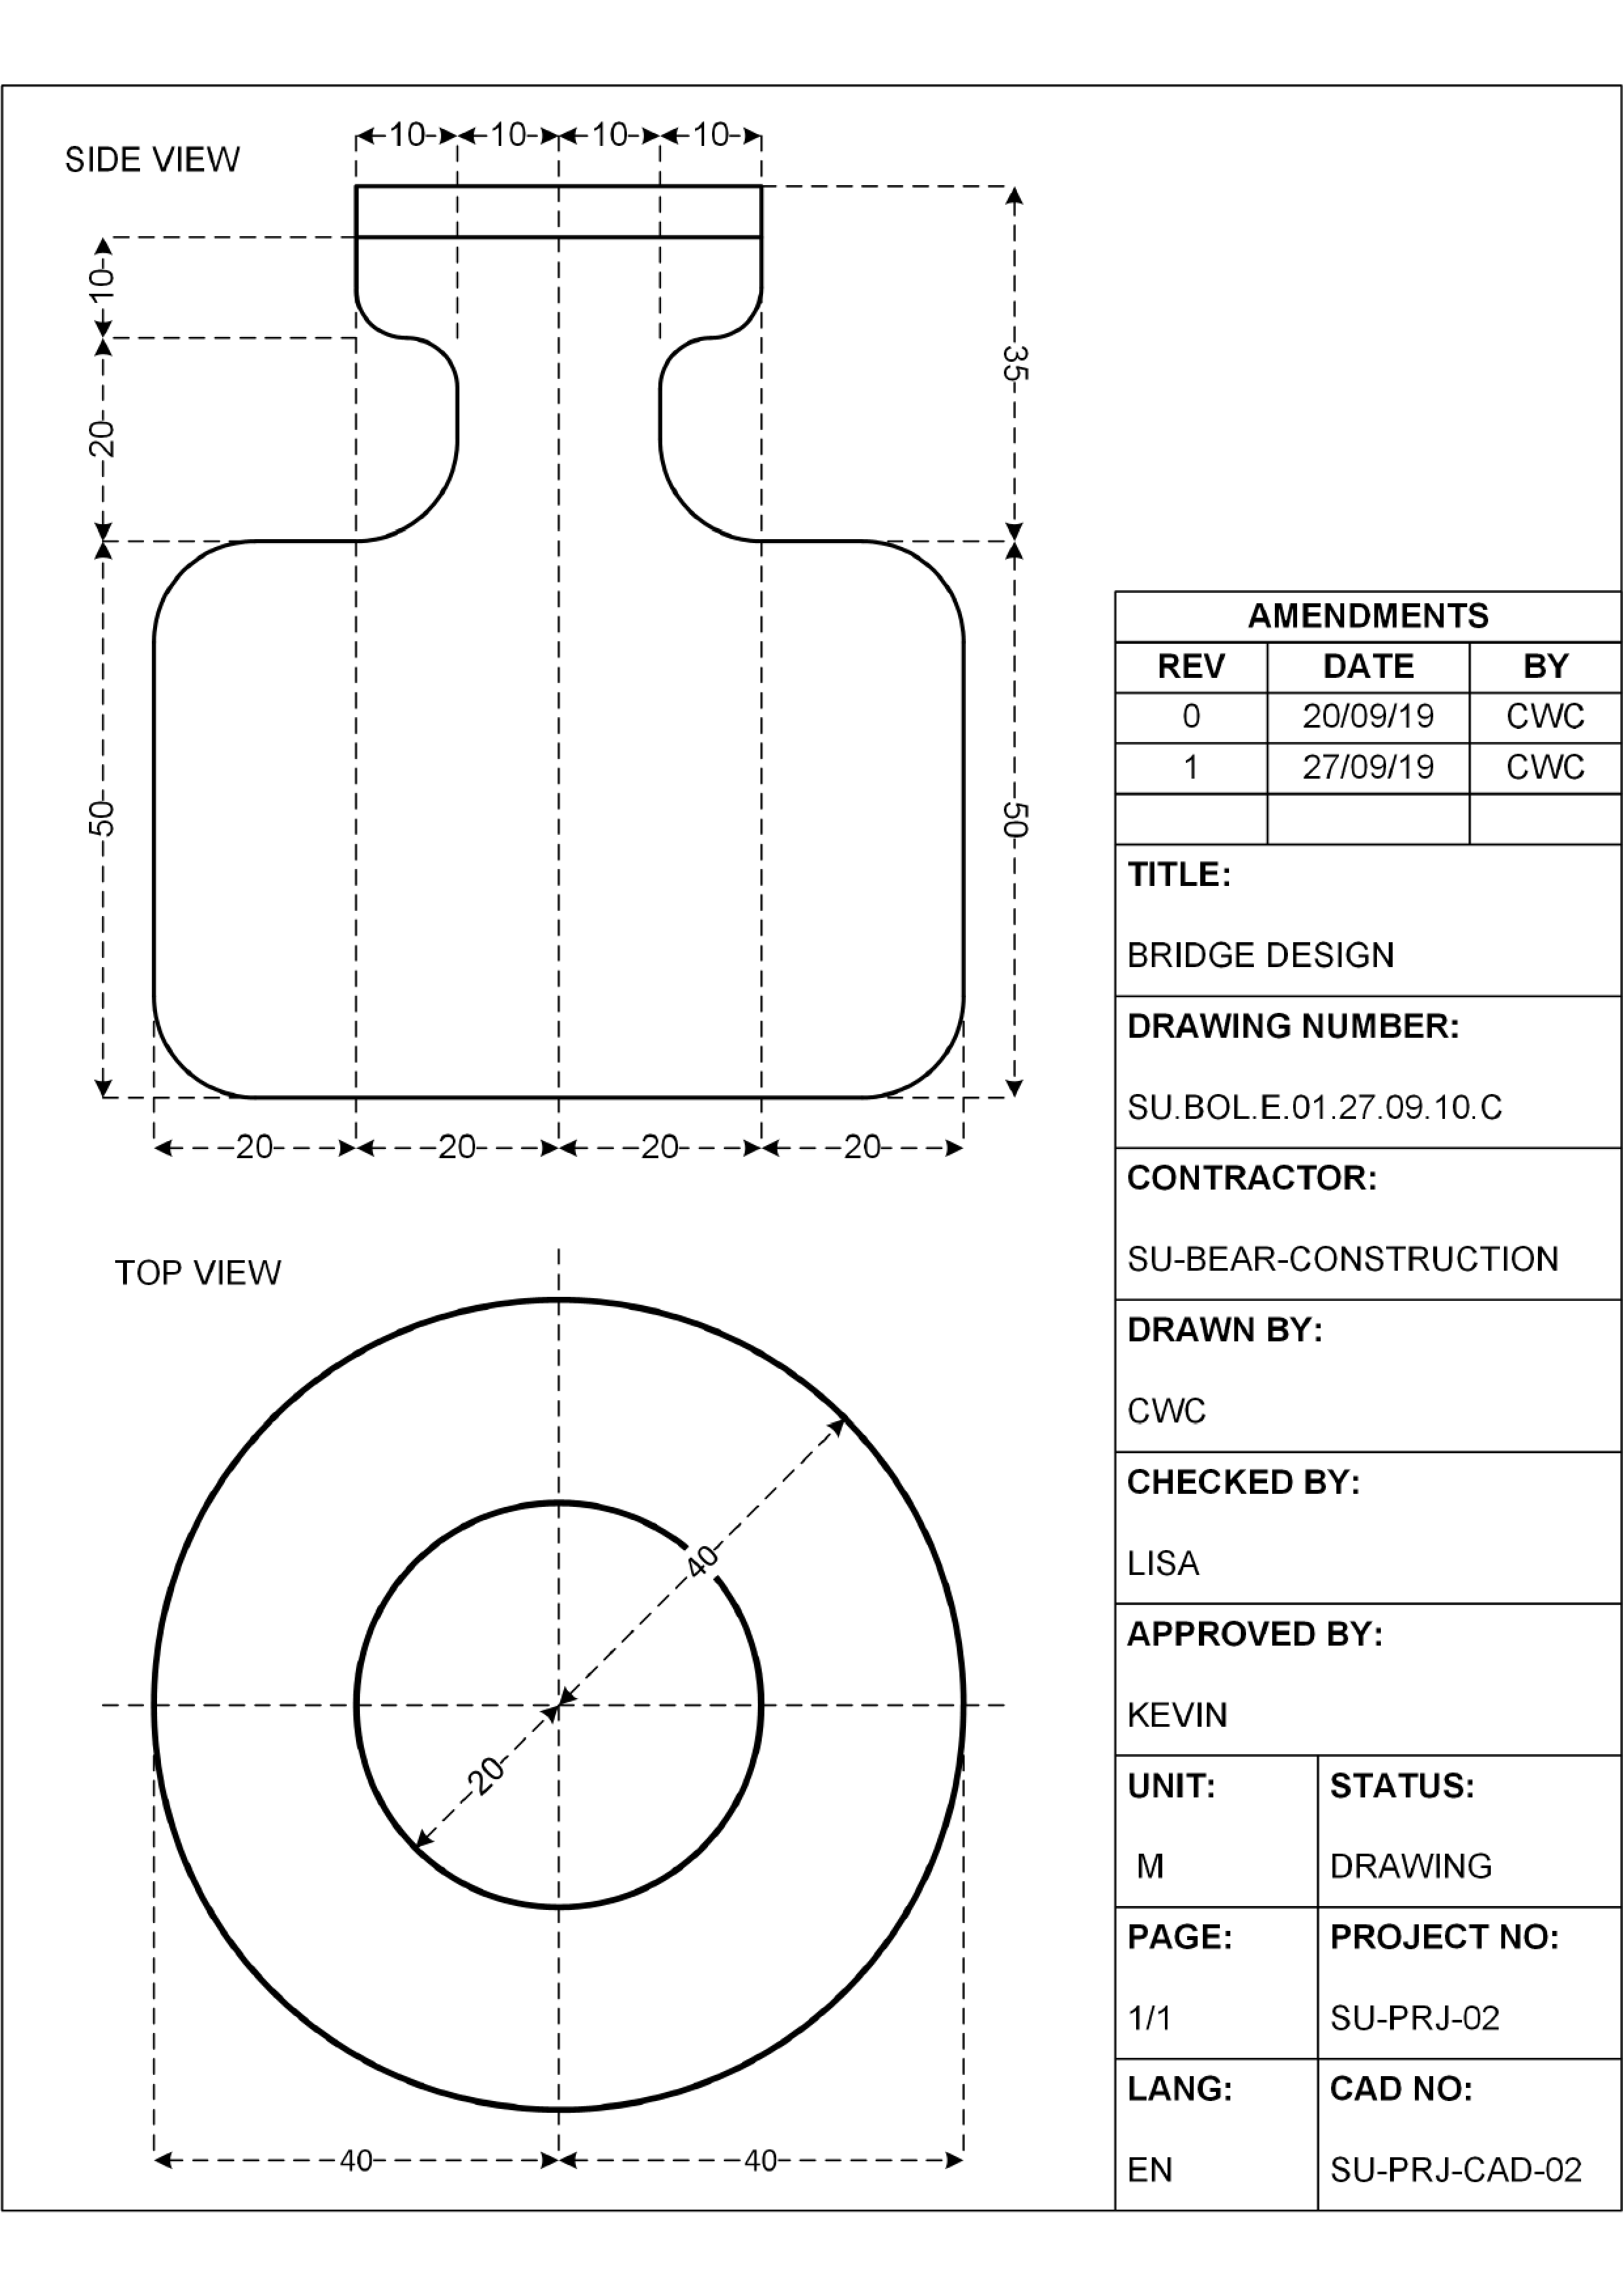 10 10 10 10
SIDE VIEW
10
35
20
50
50
20 20 20 20
TOP VIEW
40
20
40 40
AMENDMENTS
REV DATE BY
0 20/09/19 CWC
1 27/09/19 CWC
TITLE:
BRIDGE DESIGN
DRAWING NUMBER:
SU.BOL.E.01.27.09.10.C
CONTRACTOR:
SU-BEAR-CONSTRUCTION
DRAWN BY:
CWC
CHECKED BY:
LISA
APPROVED BY:
KEVIN
UNIT: STATUS:
M DRAWING
PAGE: PROJECT NO:
1/1 SU-PRJ-02
LANG: CAD NO:
EN SU-PRJ-CAD-02